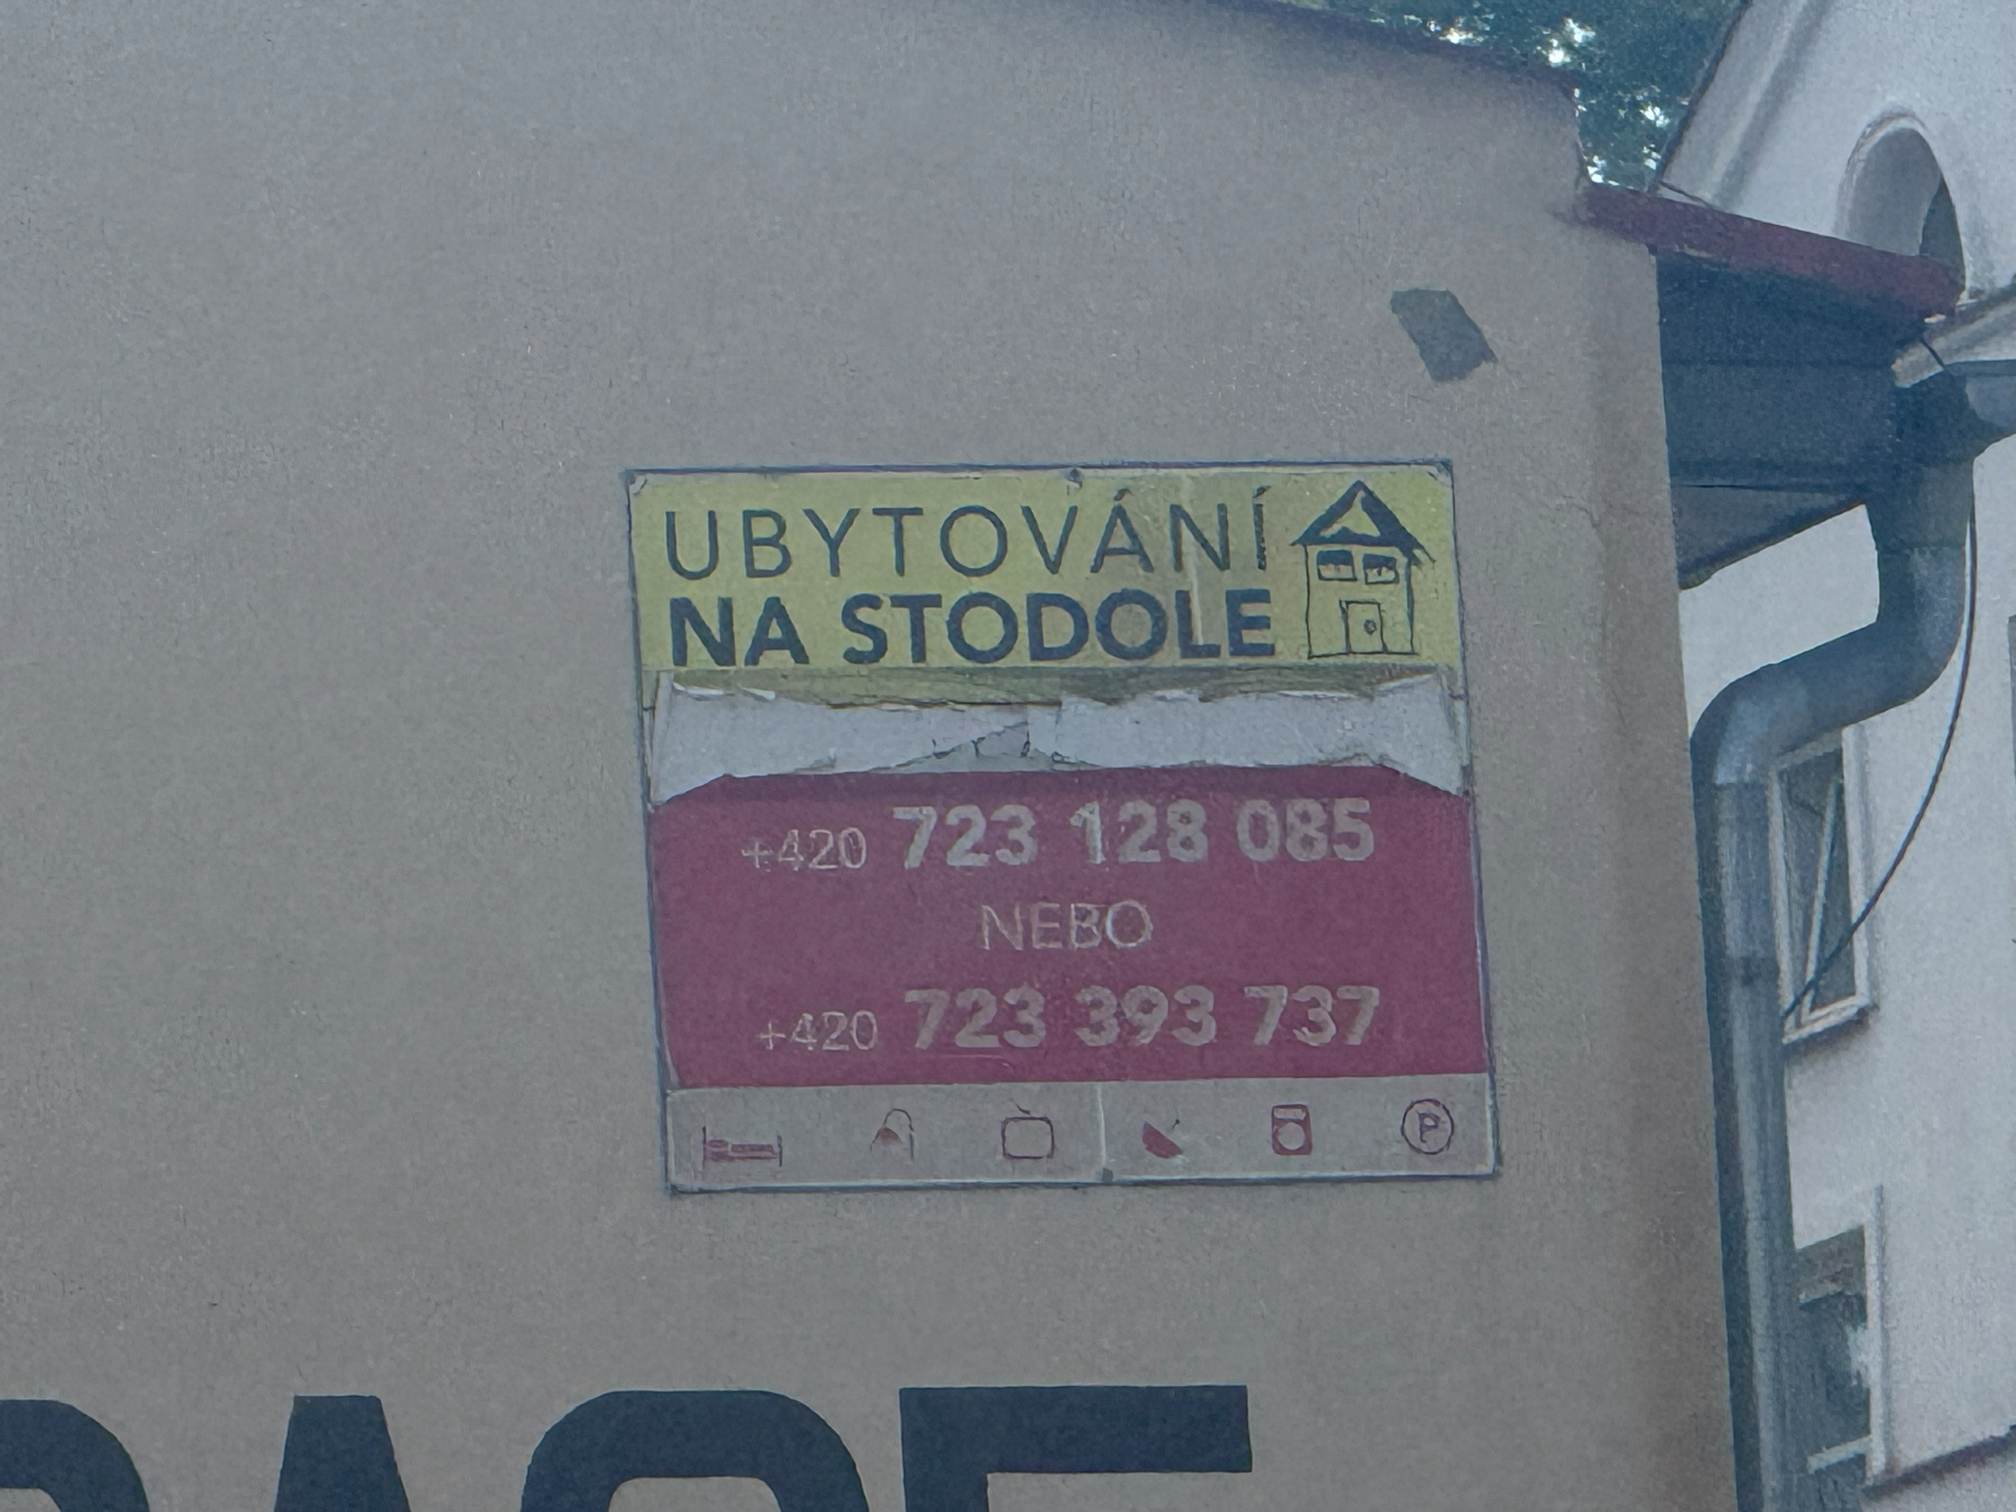 UBYTOVÁNÍ
NA STODOLE
+420 723 128 085
NEBO
+420 723 393 737
P